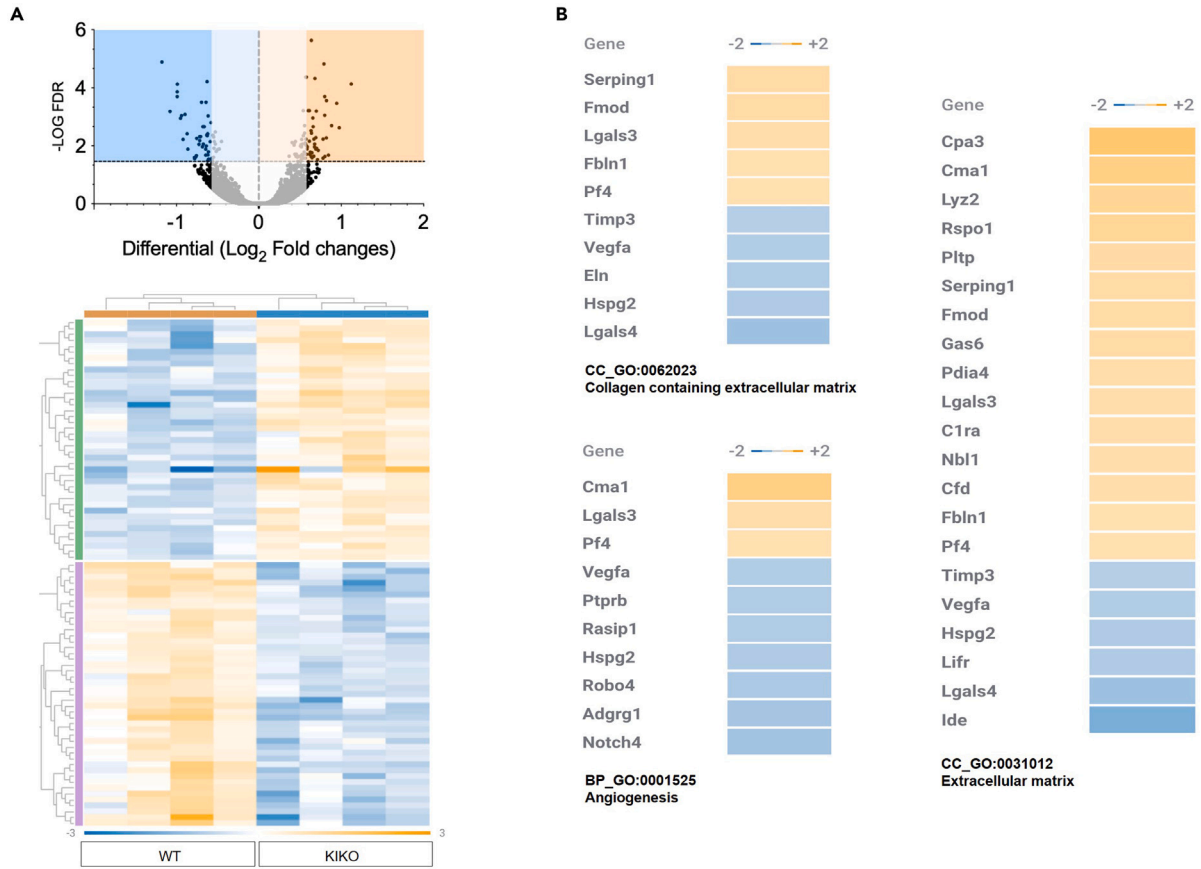 A
6
4
2
0
-LOG FDR
-1
0
1
2
Differential (Log2 Fold changes)
-3
3
WT
KIKO
B
Gene
-2
+2
Serping1
Fmod
Lgals3
Fbln1
Pf4
Timp3
Vegfa
Eln
Hspg2
Lgals4
CC_GO:0062023
Collagen containing extracellular matrix
Gene
-2
+2
Cma1
Lgals3
Pf4
Vegfa
Ptprb
Rasip1
Hspg2
Robo4
Adgrg1
Notch4
BP_GO:0001525
Angiogenesis
Gene
-2
+2
Cpa3
Cma1
Lyz2
Rspo1
Pltp
Serping1
Fmod
Gas6
Pdia4
Lgals3
C1ra
Nbl1
Cfd
Fbln1
Pf4
Timp3
Vegfa
Hspg2
Lifr
Lgals4
Ide
CC_GO:0031012
Extracellular matrix